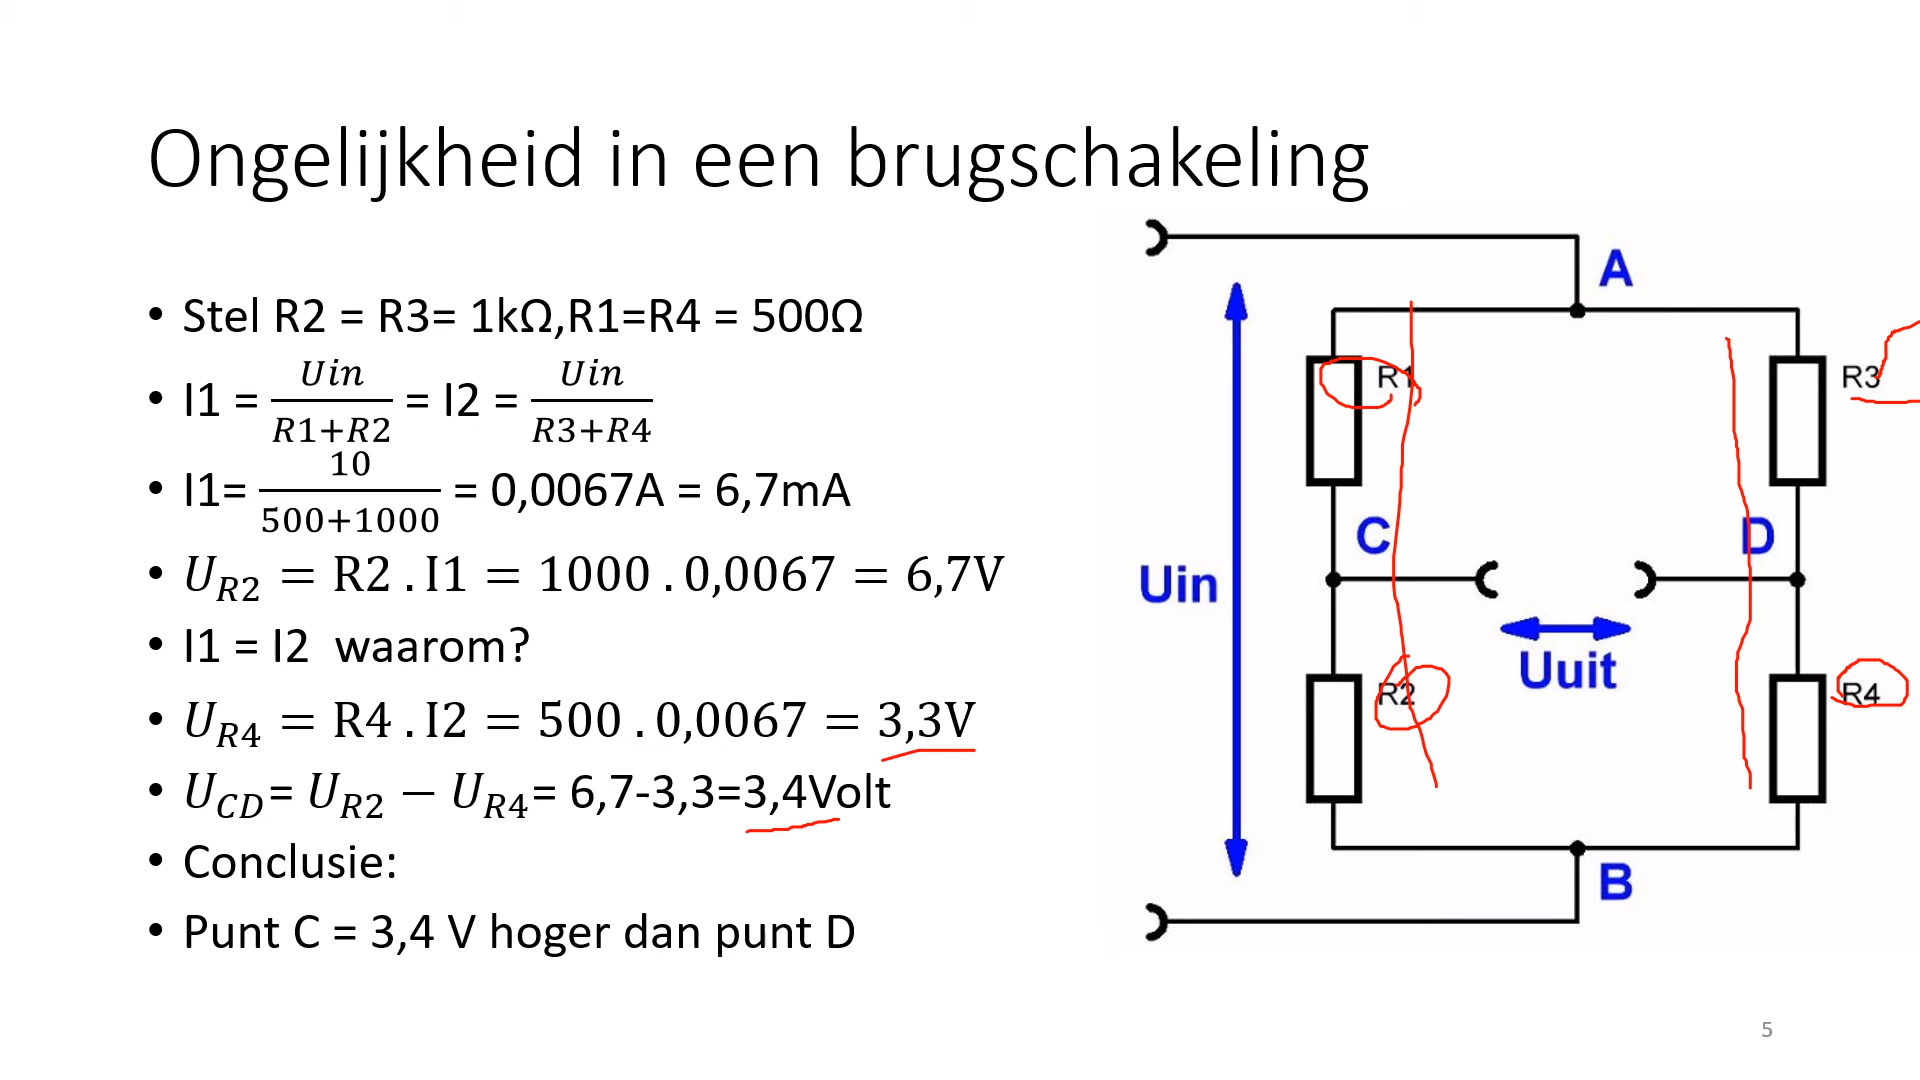 Ongelijkheid in een brugschakeling
• Stel R2 = R3= 1kΩ,R1=R4 = 500Ω
• I1 = Uin/(R1+R2) = I2 = Uin/(R3+R4)
• I1= 10/(500+1000) = 0,0067A = 6,7mA
• U_R2 = R2 . I1 = 1000 . 0,0067 = 6,7V
• I1 = I2 waarom?
• U_R4 = R4 . I2 = 500 . 0,0067 = 3,3V
• U_CD= U_R2 − U_R4= 6,7-3,3=3,4Volt
• Conclusie:
• Punt C = 3,4 V hoger dan punt D
A
R1
R3
C
D
Uin
Uuit
R2
R4
B
5